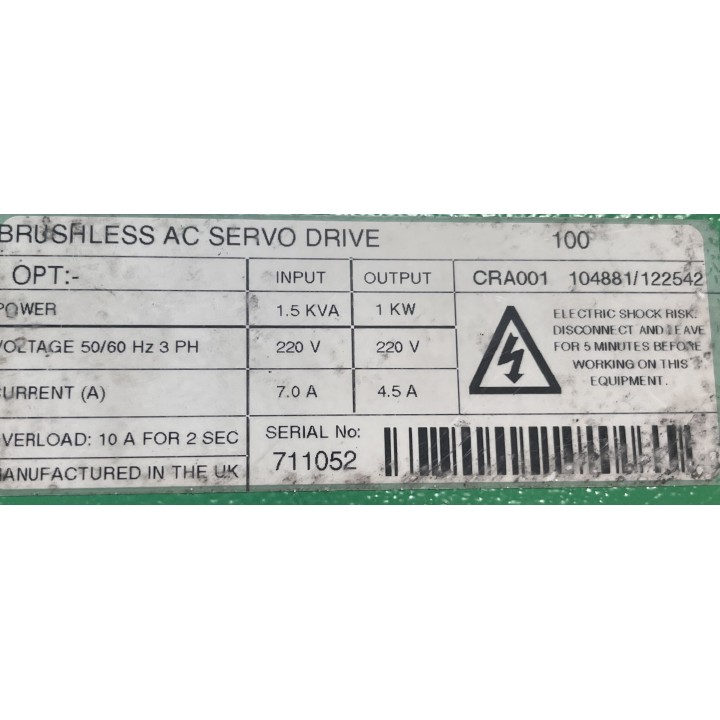 BRUSHLESS AC SERVO DRIVE 100
OPT:- INPUT OUTPUT CRA001 104881/122542
POWER 1.5 KVA 1 KW
VOLTAGE 50/60 Hz 3 PH 220 V 220 V
CURRENT (A) 7.0 A 4.5 A
ELECTRIC SHOCK RISK.
DISCONNECT AND LEAVE
FOR 5 MINUTES BEFORE
WORKING ON THIS
EQUIPMENT.
OVERLOAD: 10 A FOR 2 SEC
MANUFACTURED IN THE UK
SERIAL No:
711052